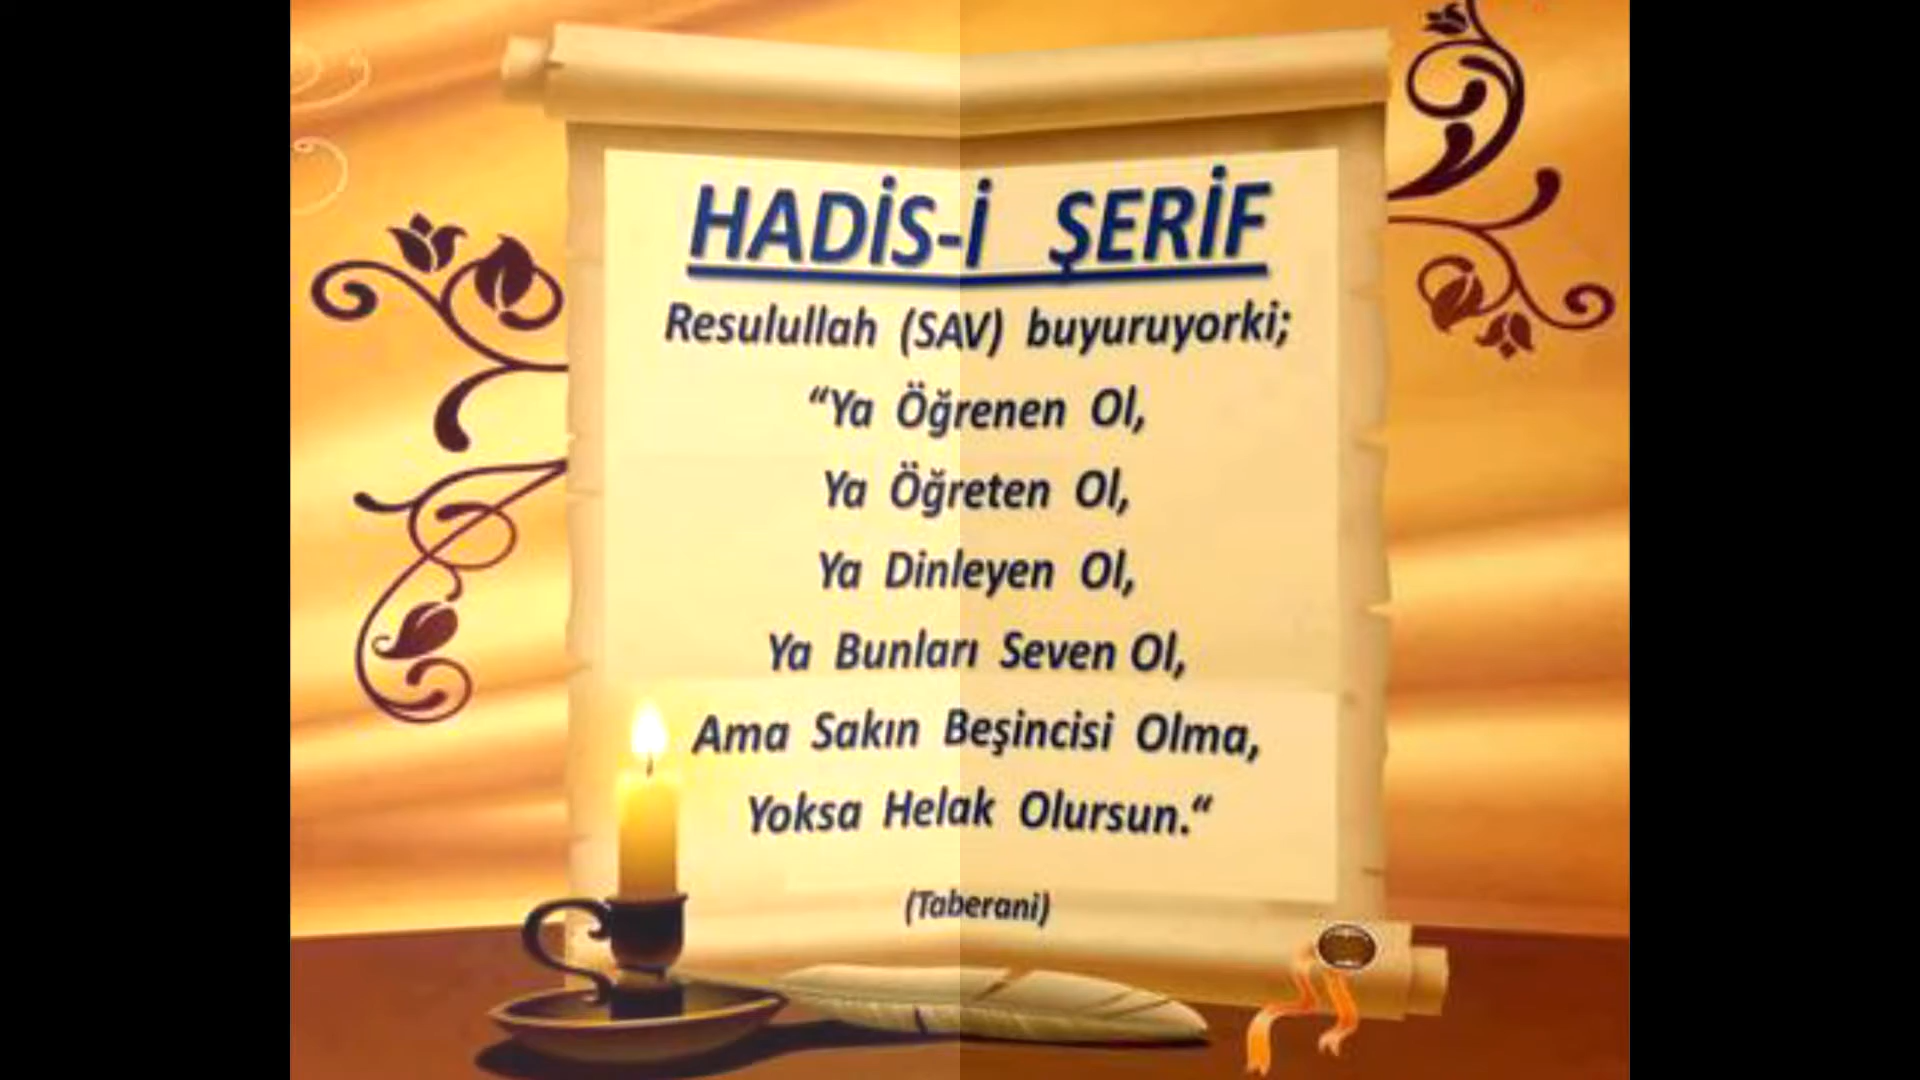 HADİS-İ ŞERİF
Resulullah (SAV) buyuruyorki;
“Ya Öğrenen Ol,
Ya Öğreten Ol,
Ya Dinleyen Ol,
Ya Bunları Seven Ol,
Ama Sakın Beşincisi Olma,
Yoksa Helak Olursun.“
(Taberani)